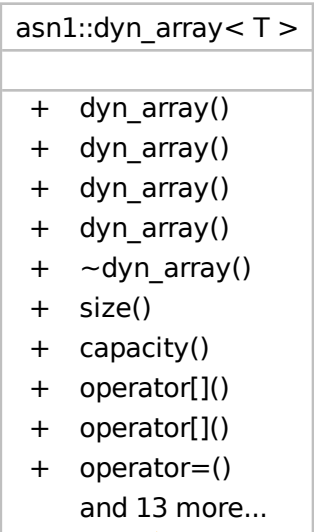 asn1::dyn_array< T >
+ dyn_array()
+ dyn_array()
+ dyn_array()
+ dyn_array()
+ ~dyn_array()
+ size()
+ capacity()
+ operator[]()
+ operator[]()
+ operator=()
and 13 more...